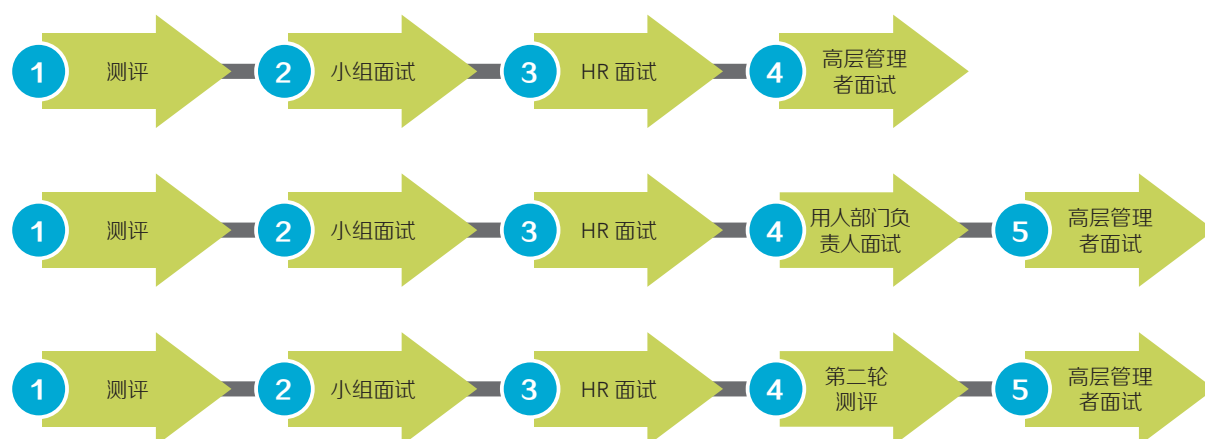 1 测评 2 小组面试 3 HR 面试 4 高层管理
者面试
1 测评 2 小组面试 3 HR 面试 4 用人部门负
责人面试 5 高层管理
者面试
1 测评 2 小组面试 3 HR 面试 4 第二轮
测评 5 高层管理
者面试